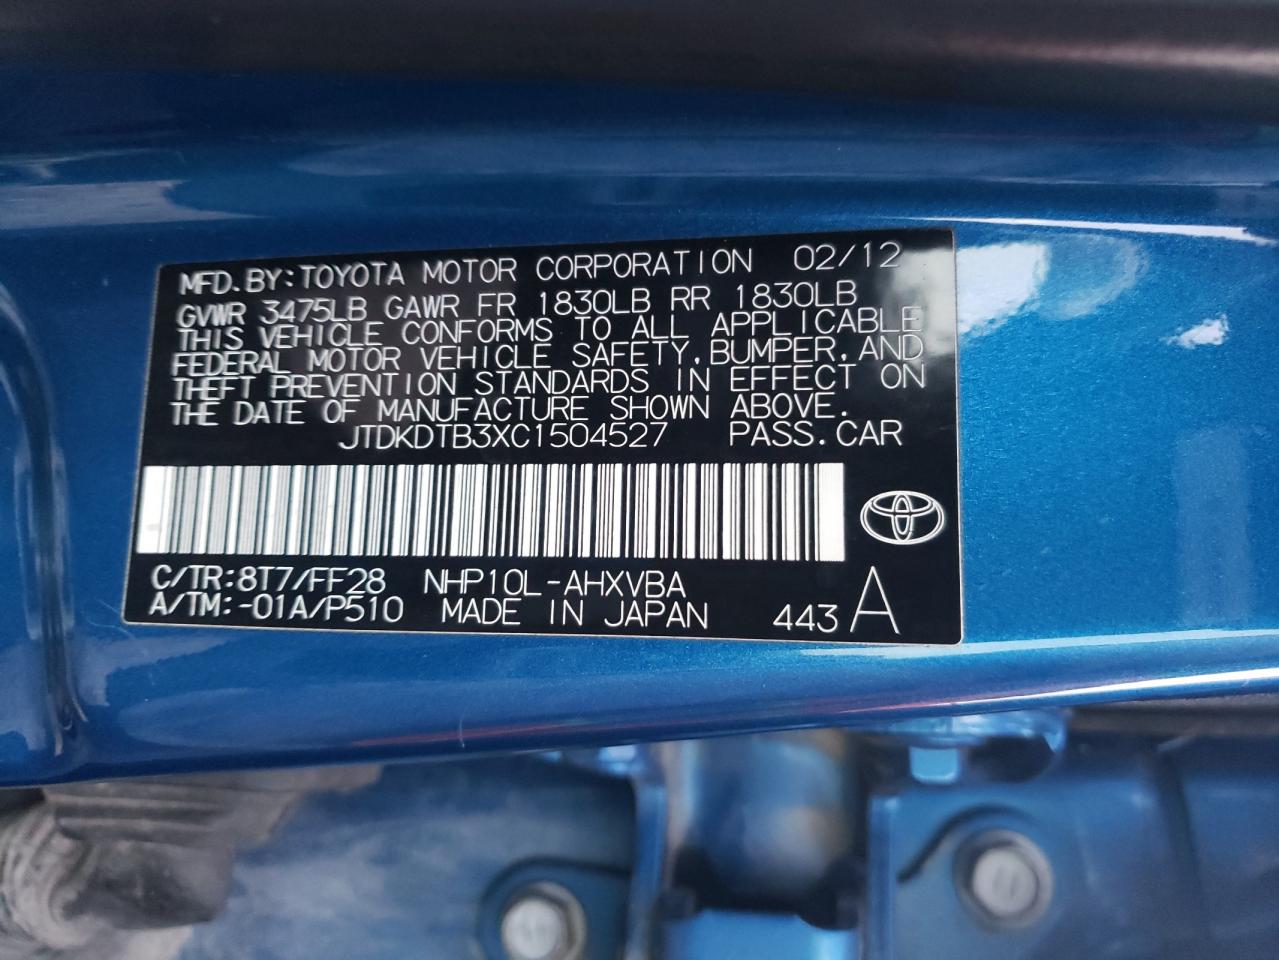 MFD.BY:TOYOTA MOTOR CORPORATION 02/12
GVWR 3475LB GAWR FR 1830LB RR 1830LB
THIS VEHICLE CONFORMS TO ALL APPLICABLE
FEDERAL MOTOR VEHICLE SAFETY,BUMPER,AND
THEFT PREVENTION STANDARDS IN EFFECT ON
THE DATE OF MANUFACTURE SHOWN ABOVE.
JTDKDTB3XC1504527 PASS.CAR
C/TR:8T7/FF28 NHP10L-AHXVBA
A/TM:-01A/P510 MADE IN JAPAN 443 A